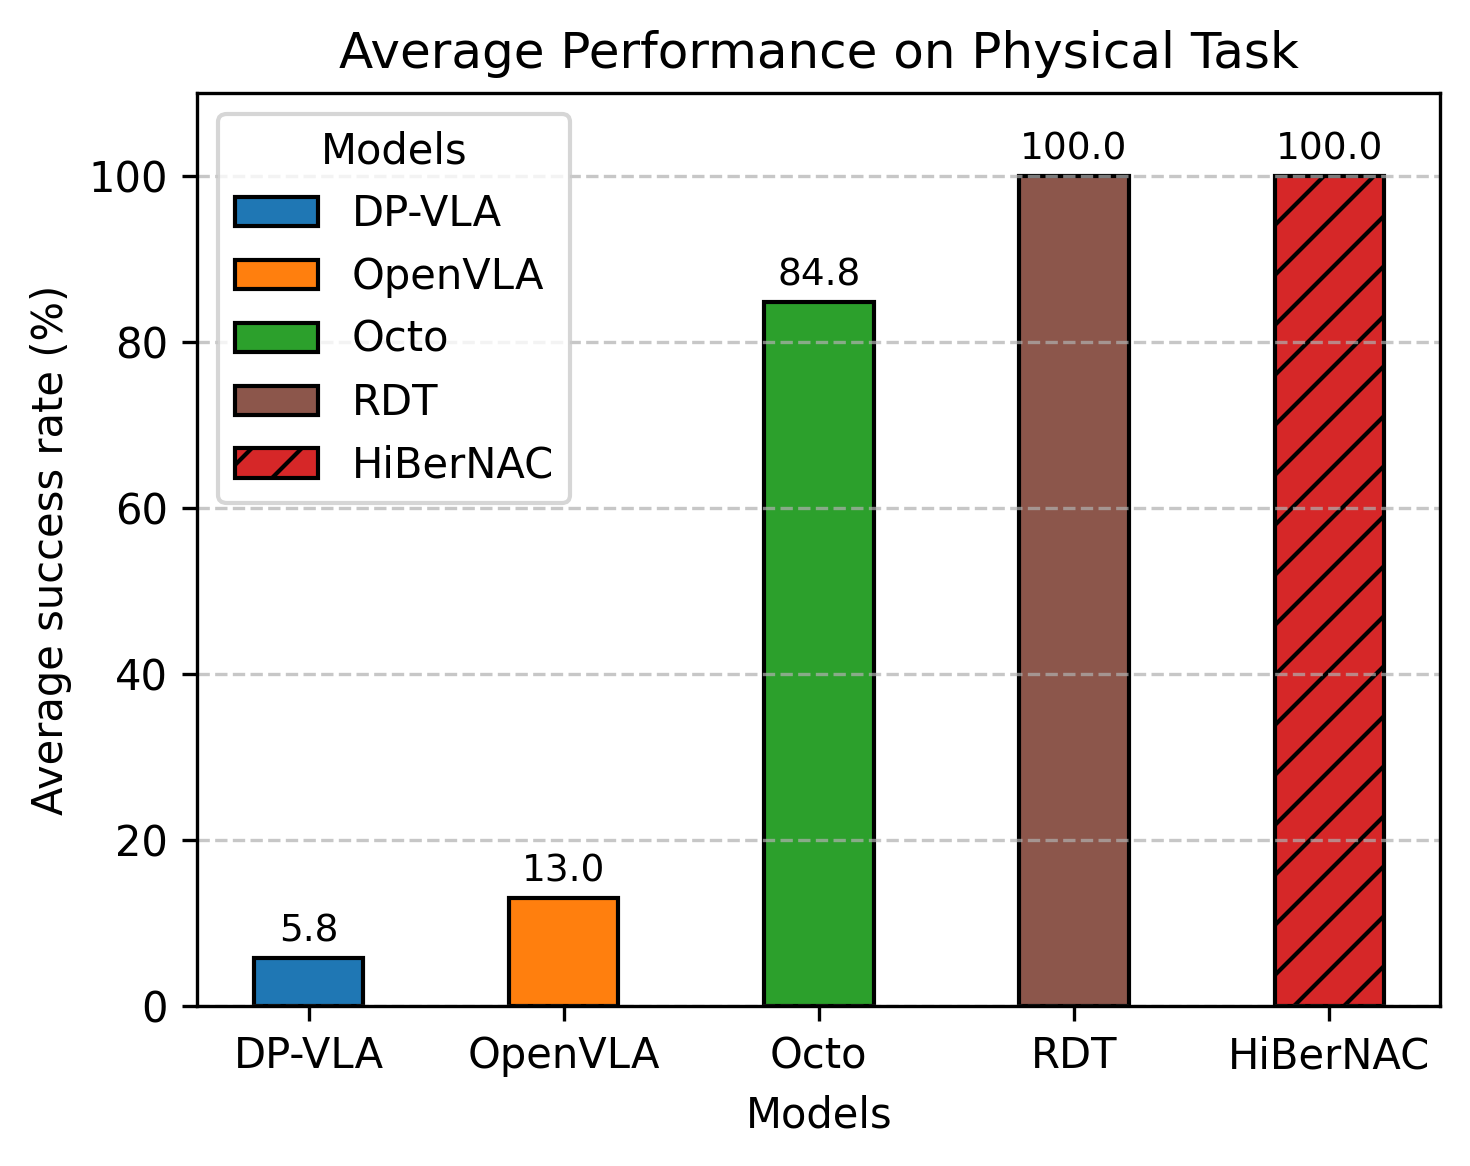 Average Performance on Physical Task
Average success rate (%)
100
80
60
40
20
0
Models
DP-VLA
OpenVLA
Octo
RDT
HiBerNAC
5.8
13.0
84.8
100.0
100.0
DP-VLA
OpenVLA
Octo
RDT
HiBerNAC
Models